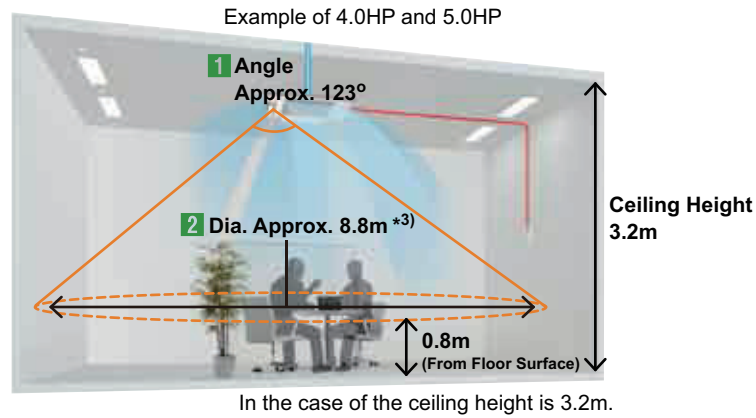 Example of 4.0HP and 5.0HP
1 Angle
Approx. 123º
2 Dia. Approx. 8.8m *3)
Ceiling Height
3.2m
0.8m
(From Floor Surface)
In the case of the ceiling height is 3.2m.